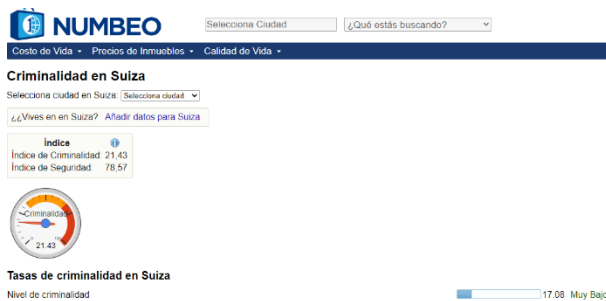 NUMBEO
Selecciona Ciudad
¿Qué estás buscando?
Costo de Vida Precios de Inmuebles Calidad de Vida
Criminalidad en Suiza
Selecciona ciudad en Suiza: Selecciona ciudad
¿¿Vives en en Suiza? Añadir datos para Suiza
Índice
Índice de Criminalidad: 21,43
Índice de Seguridad: 78,57
Criminalidad
21.43
Tasas de criminalidad en Suiza
Nivel de criminalidad 17.08 Muy Bajo